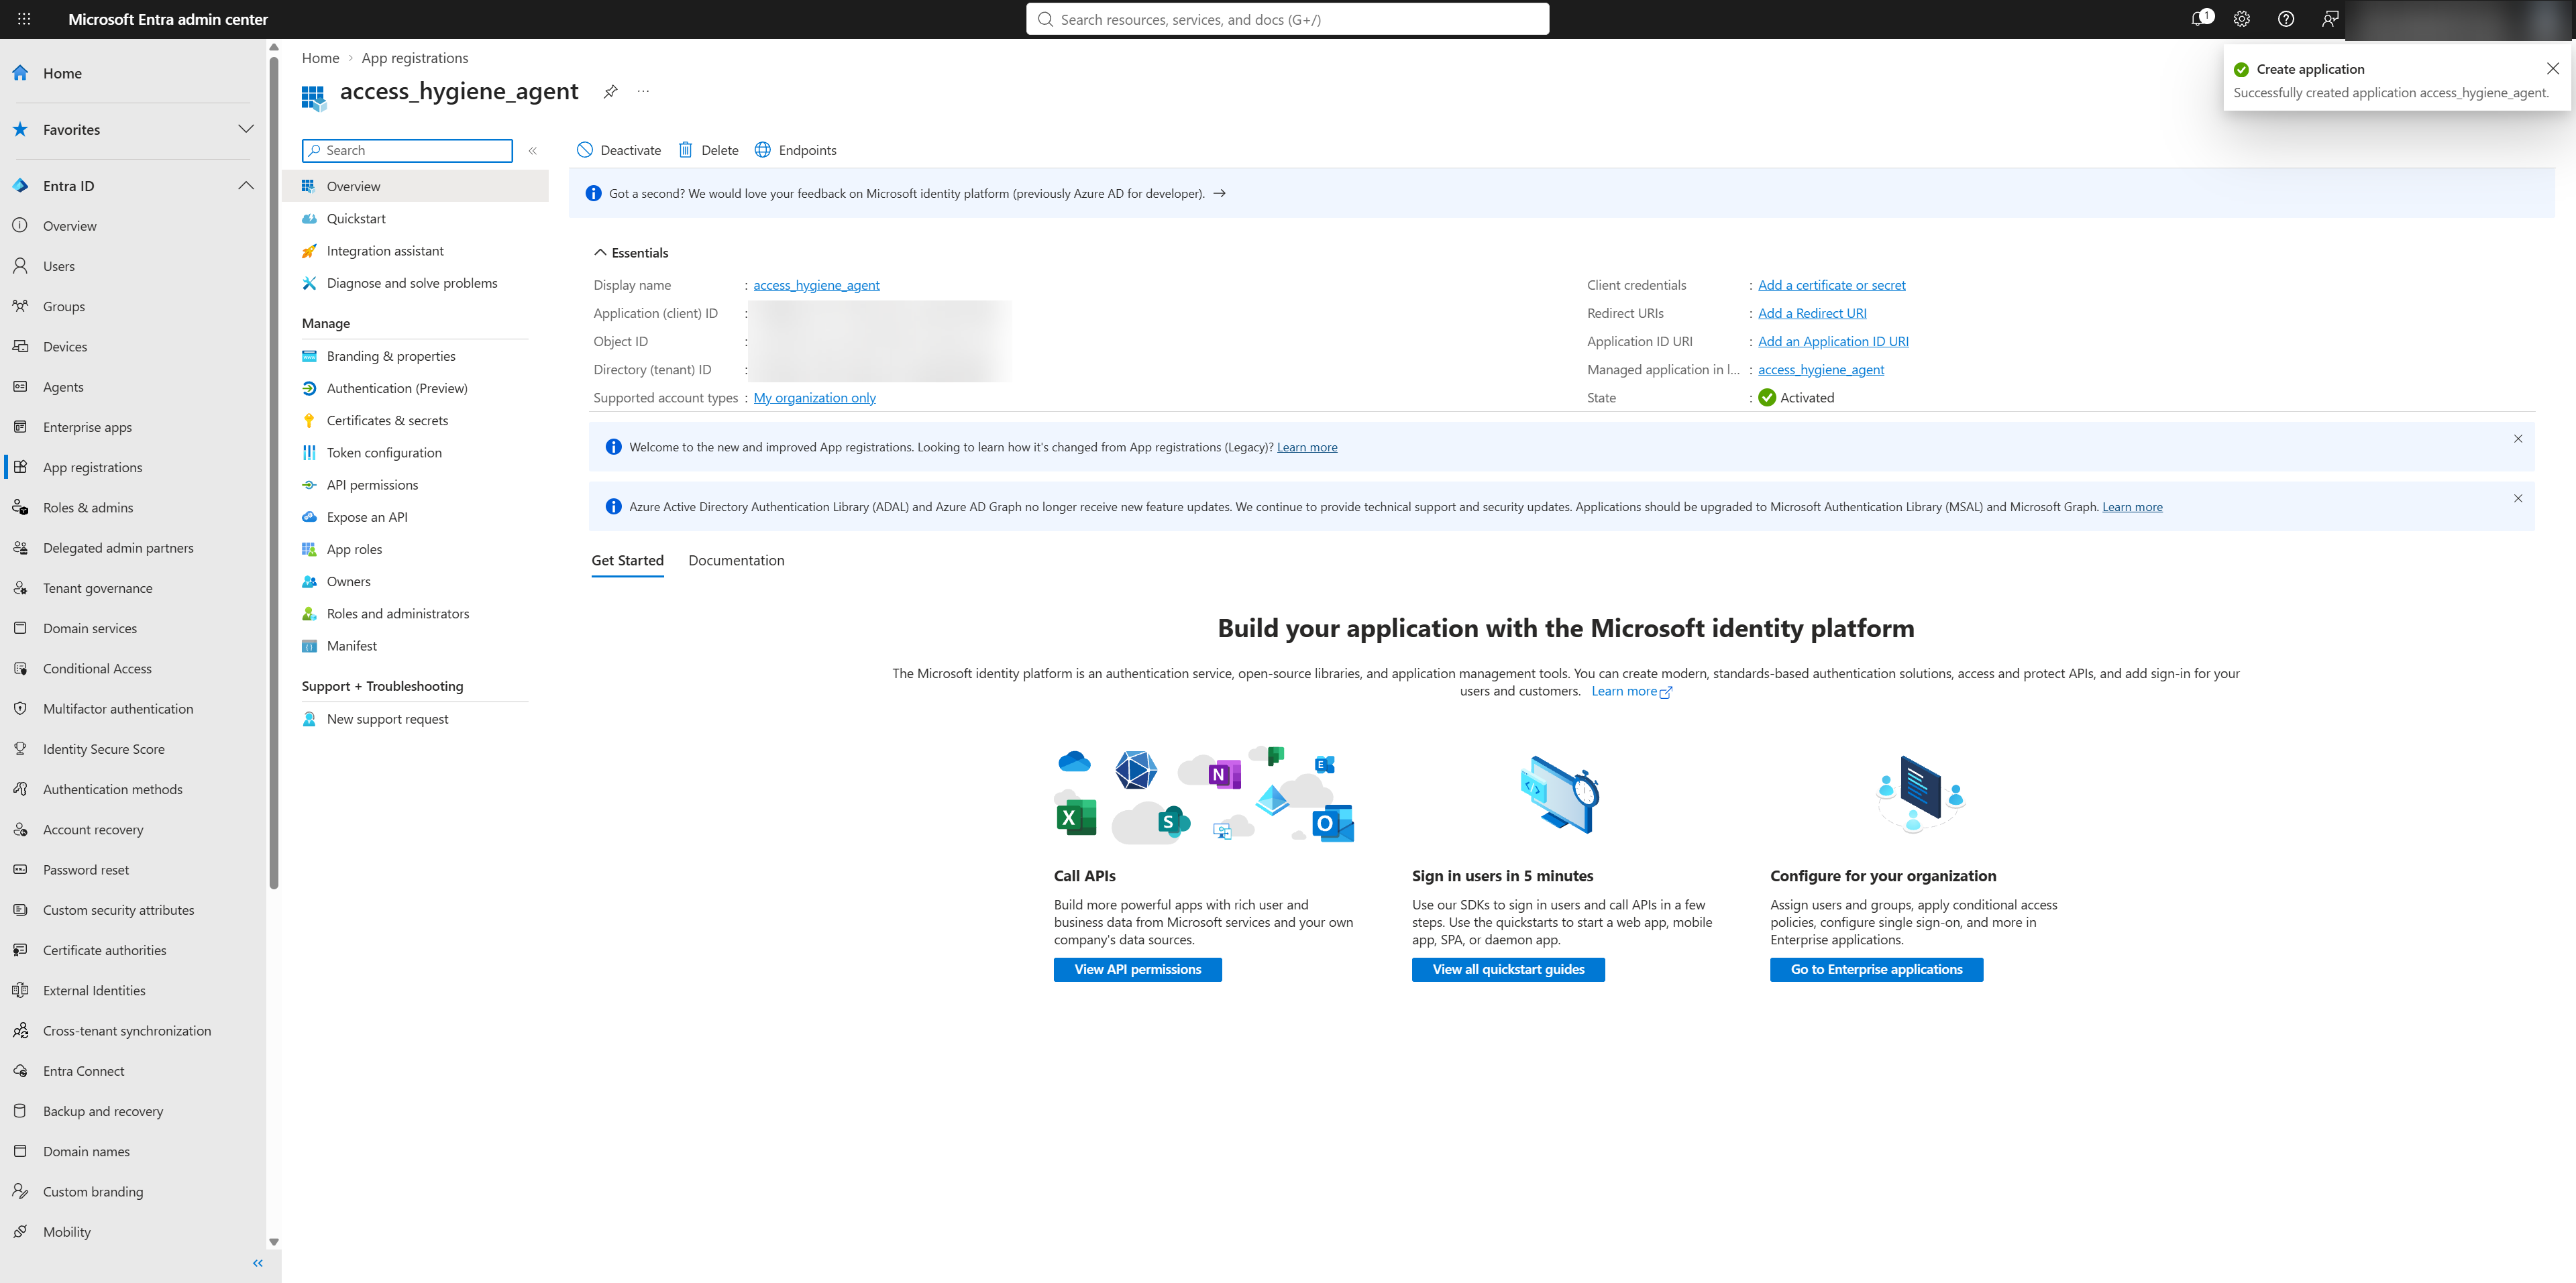 Microsoft Entra admin center
Search resources, services, and docs (G+/)
1
Create application
Successfully created application access_hygiene_agent.
Home
Favorites
Entra ID
Overview
Users
Groups
Devices
Agents
Enterprise apps
App registrations
Roles & admins
Delegated admin partners
Tenant governance
Domain services
Conditional Access
Multifactor authentication
Identity Secure Score
Authentication methods
Account recovery
Password reset
Custom security attributes
Certificate authorities
External Identities
Cross-tenant synchronization
Entra Connect
Backup and recovery
Domain names
Custom branding
Mobility
Home > App registrations
access_hygiene_agent
Search
Overview
Quickstart
Integration assistant
Diagnose and solve problems
Manage
Branding & properties
Authentication (Preview)
Certificates & secrets
Token configuration
API permissions
Expose an API
App roles
Owners
Roles and administrators
Manifest
Support + Troubleshooting
New support request
Deactivate Delete Endpoints
Got a second? We would love your feedback on Microsoft identity platform (previously Azure AD for developer). →
Essentials
Display name : access_hygiene_agent
Application (client) ID :
Object ID :
Directory (tenant) ID :
Supported account types : My organization only
Client credentials : Add a certificate or secret
Redirect URIs : Add a Redirect URI
Application ID URI : Add an Application ID URI
Managed application in l... : access_hygiene_agent
State : Activated
Welcome to the new and improved App registrations. Looking to learn how it's changed from App registrations (Legacy)? Learn more
Azure Active Directory Authentication Library (ADAL) and Azure AD Graph no longer receive new feature updates. We continue to provide technical support and security updates. Applications should be upgraded to Microsoft Authentication Library (MSAL) and Microsoft Graph. Learn more
Get Started Documentation
Build your application with the Microsoft identity platform
The Microsoft identity platform is an authentication service, open-source libraries, and application management tools. You can create modern, standards-based authentication solutions, access and protect APIs, and add sign-in for your
users and customers. Learn more
N
E
X
S
O
Call APIs
Build more powerful apps with rich user and
business data from Microsoft services and your own
company's data sources.
View API permissions
Sign in users in 5 minutes
Use our SDKs to sign in users and call APIs in a few
steps. Use the quickstarts to start a web app, mobile
app, SPA, or daemon app.
View all quickstart guides
Configure for your organization
Assign users and groups, apply conditional access
policies, configure single sign-on, and more in
Enterprise applications.
Go to Enterprise applications